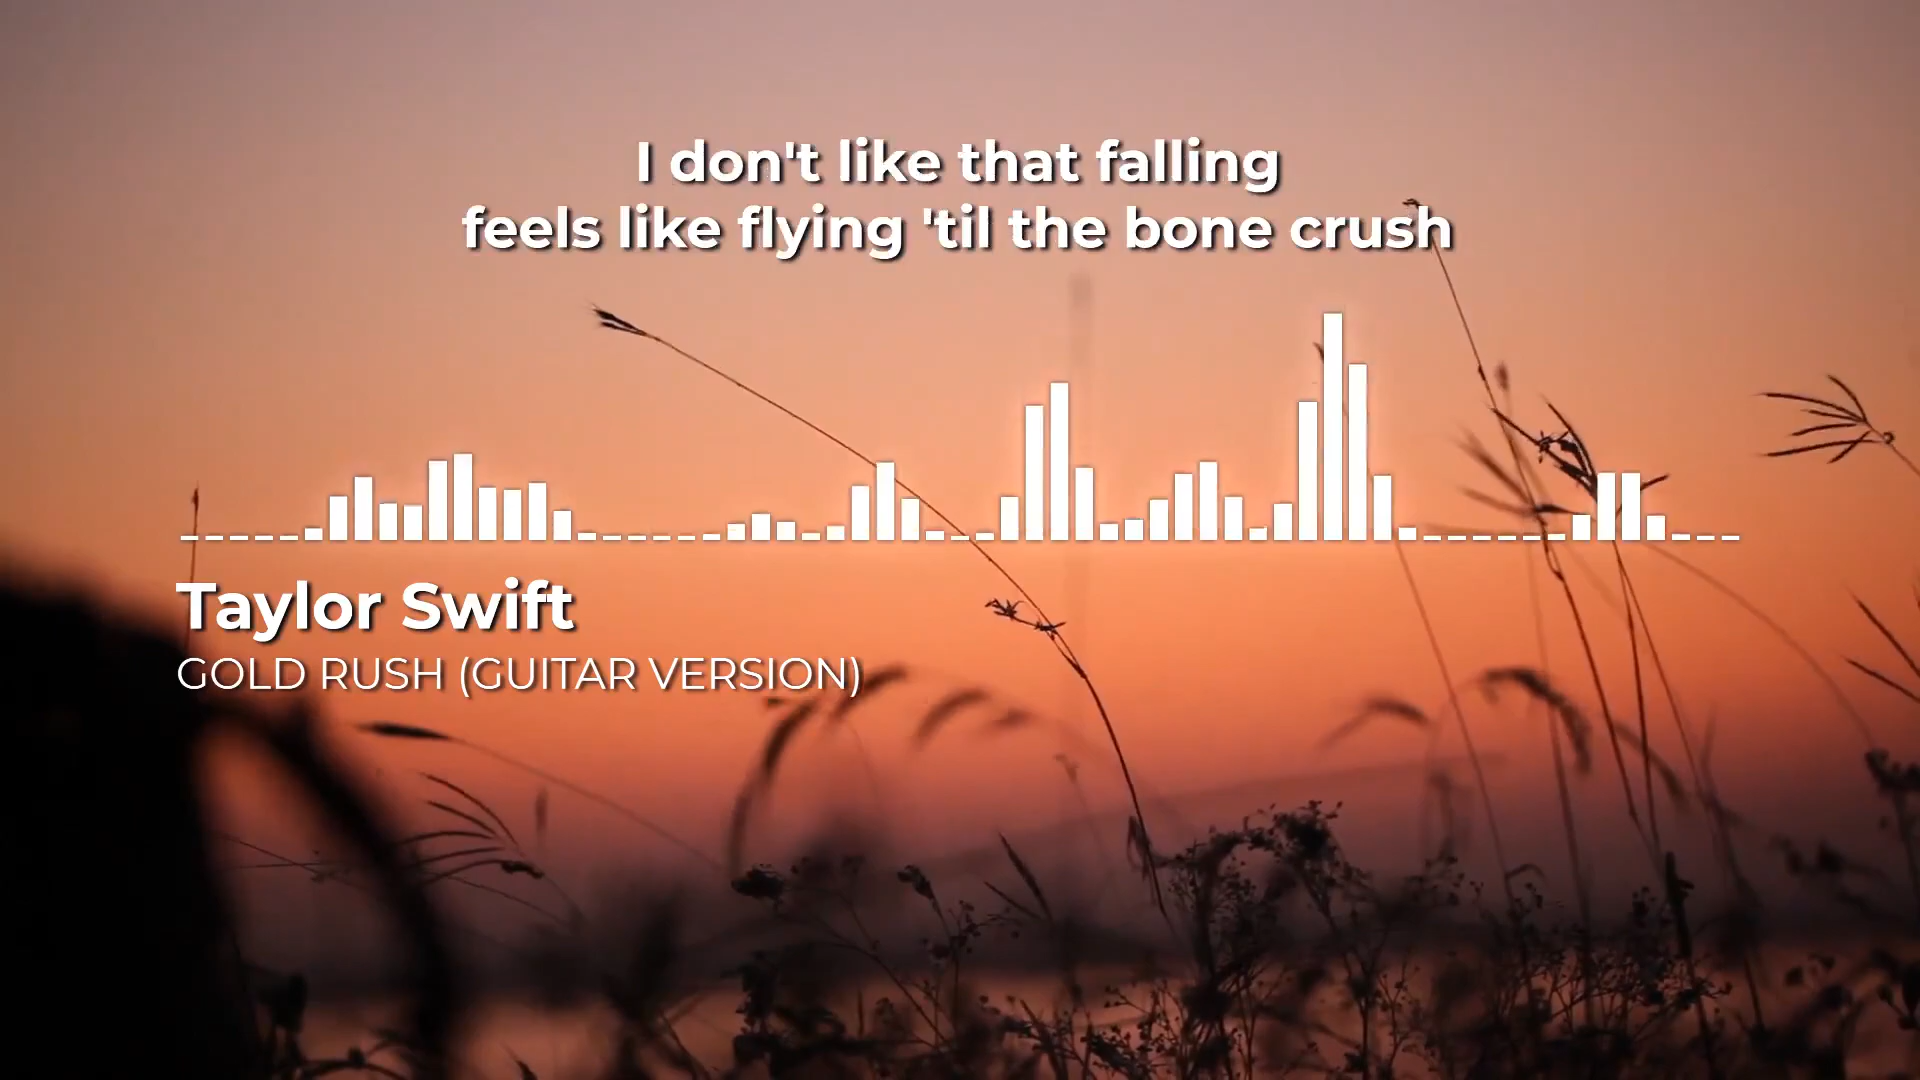 I don't like that falling
feels like flying 'til the bone crush
Taylor Swift
GOLD RUSH (GUITAR VERSION)